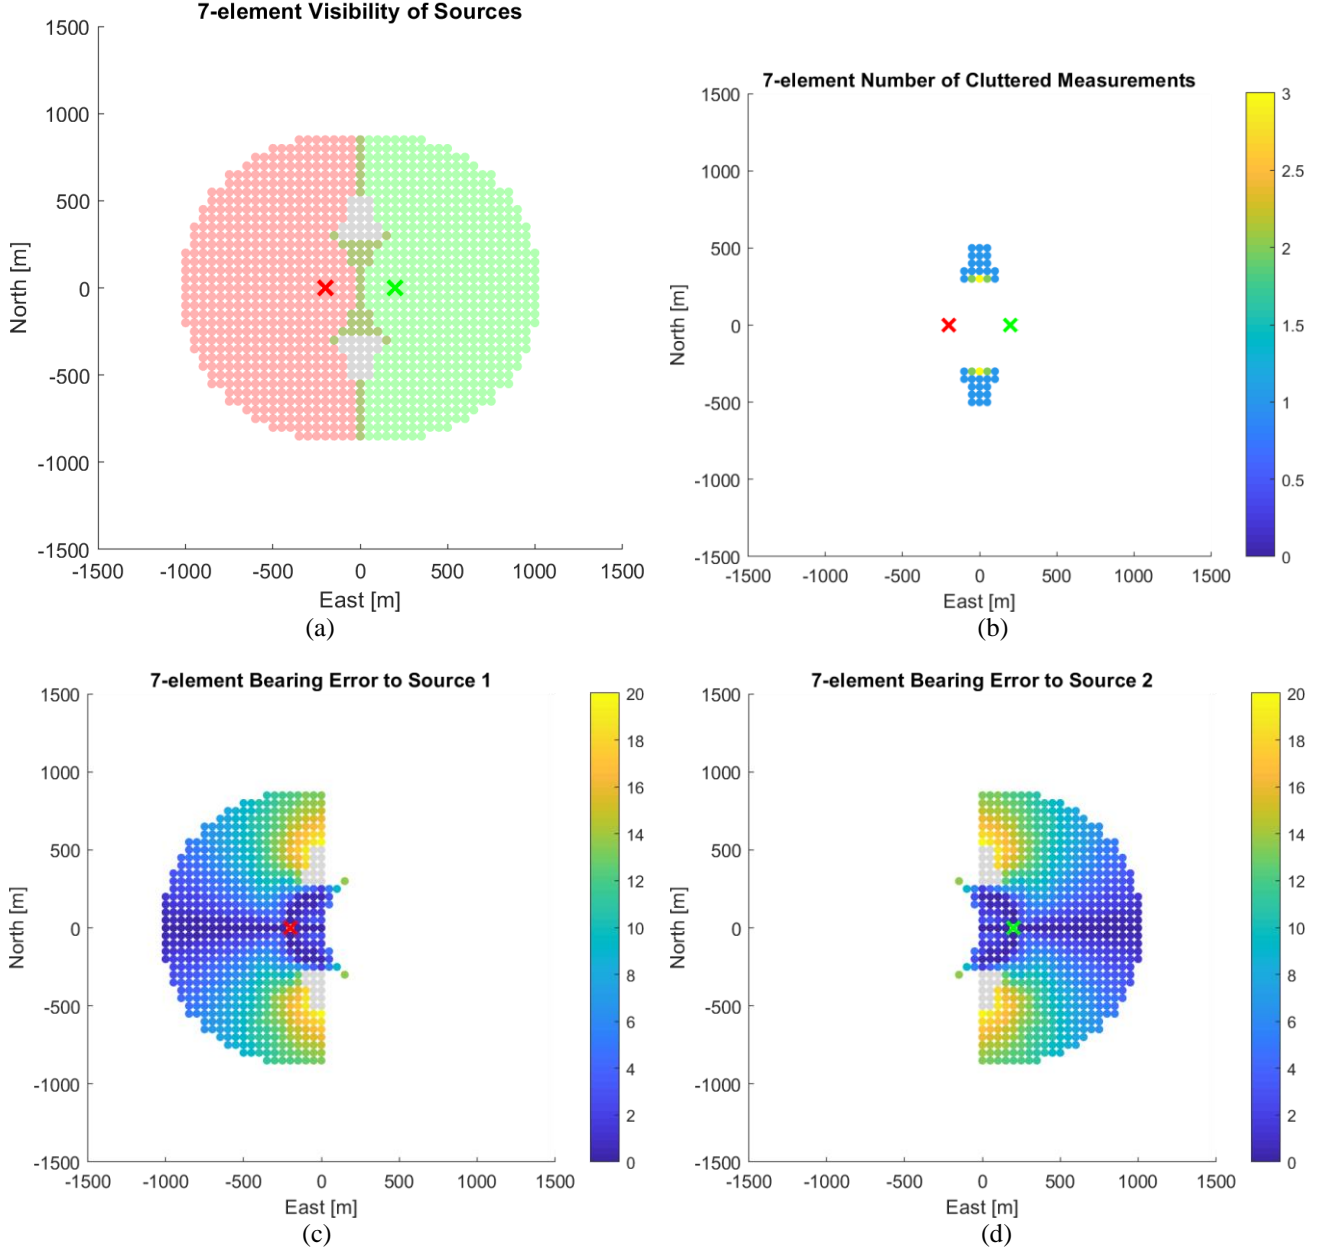 7-element Visibility of Sources
1500
1000
500
0
-500
-1000
-1500
North [m]
-1500 -1000 -500 0 500 1000 1500
East [m]
(a)
7-element Number of Cluttered Measurements
1500
1000
500
0
-500
-1000
-1500
North [m]
-1500 -1000 -500 0 500 1000 1500
East [m]
3
2.5
2
1.5
1
0.5
0
(b)
7-element Bearing Error to Source 1
1500
1000
500
0
-500
-1000
-1500
North [m]
-1500 -1000 -500 0 500 1000 1500
East [m]
20
18
16
14
12
10
8
6
4
2
0
(c)
7-element Bearing Error to Source 2
1500
1000
500
0
-500
-1000
-1500
North [m]
-1500 -1000 -500 0 500 1000 1500
East [m]
20
18
16
14
12
10
8
6
4
2
0
(d)